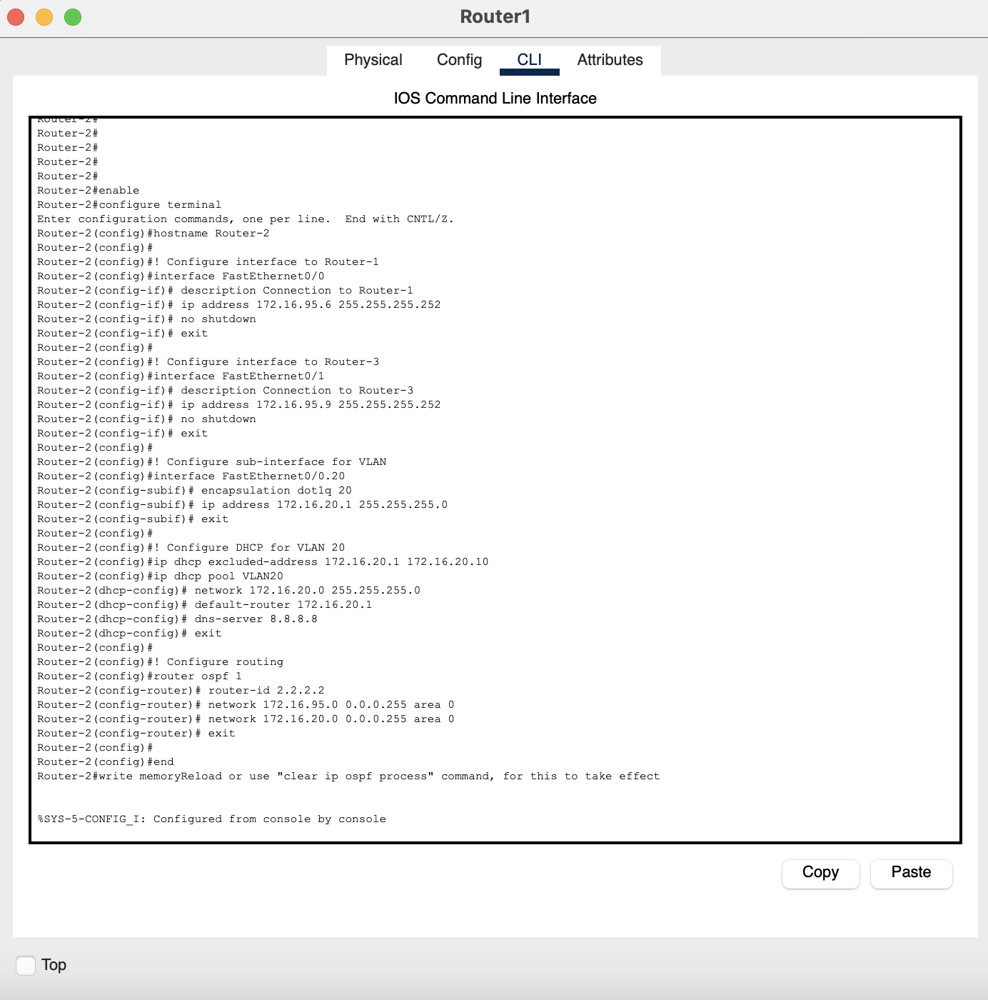 Router1
Physical Config CLI Attributes
IOS Command Line Interface
Router-2#
Router-2#
Router-2#
Router-2#
Router-2#
Router-2#enable
Router-2#configure terminal
Enter configuration commands, one per line.  End with CNTL/Z.
Router-2(config)#hostname Router-2
Router-2(config)#
Router-2(config)#! Configure interface to Router-1
Router-2(config)#interface FastEthernet0/0
Router-2(config-if)# description Connection to Router-1
Router-2(config-if)# ip address 172.16.95.6 255.255.255.252
Router-2(config-if)# no shutdown
Router-2(config-if)# exit
Router-2(config)#
Router-2(config)#! Configure interface to Router-3
Router-2(config)#interface FastEthernet0/1
Router-2(config-if)# description Connection to Router-3
Router-2(config-if)# ip address 172.16.95.9 255.255.255.252
Router-2(config-if)# no shutdown
Router-2(config-if)# exit
Router-2(config)#
Router-2(config)#! Configure sub-interface for VLAN
Router-2(config)#interface FastEthernet0/0.20
Router-2(config-subif)# encapsulation dot1q 20
Router-2(config-subif)# ip address 172.16.20.1 255.255.255.0
Router-2(config-subif)# exit
Router-2(config)#
Router-2(config)#! Configure DHCP for VLAN 20
Router-2(config)#ip dhcp excluded-address 172.16.20.1 172.16.20.10
Router-2(config)#ip dhcp pool VLAN20
Router-2(dhcp-config)# network 172.16.20.0 255.255.255.0
Router-2(dhcp-config)# default-router 172.16.20.1
Router-2(dhcp-config)# dns-server 8.8.8.8
Router-2(dhcp-config)# exit
Router-2(config)#
Router-2(config)#! Configure routing
Router-2(config)#router ospf 1
Router-2(config-router)# router-id 2.2.2.2
Router-2(config-router)# network 172.16.95.0 0.0.0.255 area 0
Router-2(config-router)# network 172.16.20.0 0.0.0.255 area 0
Router-2(config-router)# exit
Router-2(config)#
Router-2(config)#end
Router-2#write memoryReload or use "clear ip ospf process" command, for this to take effect
%SYS-5-CONFIG_I: Configured from console by console
Copy Paste
Top